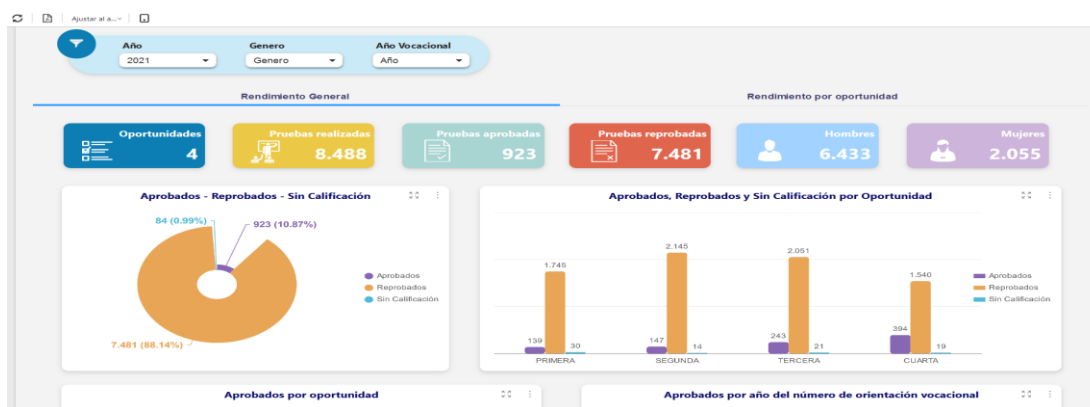 Ajustar al a...
Año
Genero
Año Vocacional
2021
Genero
Año
Rendimiento General
Rendimiento por oportunidad
Oportunidades
4
Pruebas realizadas
8.488
Pruebas aprobadas
923
Pruebas reprobadas
7.481
Hombres
6.433
Mujeres
2.055
Aprobados - Reprobados - Sin Calificación
84 (0.99%)
923 (10.87%)
7.481 (88.14%)
Aprobados
Reprobados
Sin Calificación
Aprobados, Reprobados y Sin Calificación por Oportunidad
1.745
2.145
2.051
1.540
139
30
147
14
243
21
394
19
PRIMERA
SEGUNDA
TERCERA
CUARTA
Aprobados
Reprobados
Sin Calificación
Aprobados por oportunidad
Aprobados por año del número de orientación vocacional